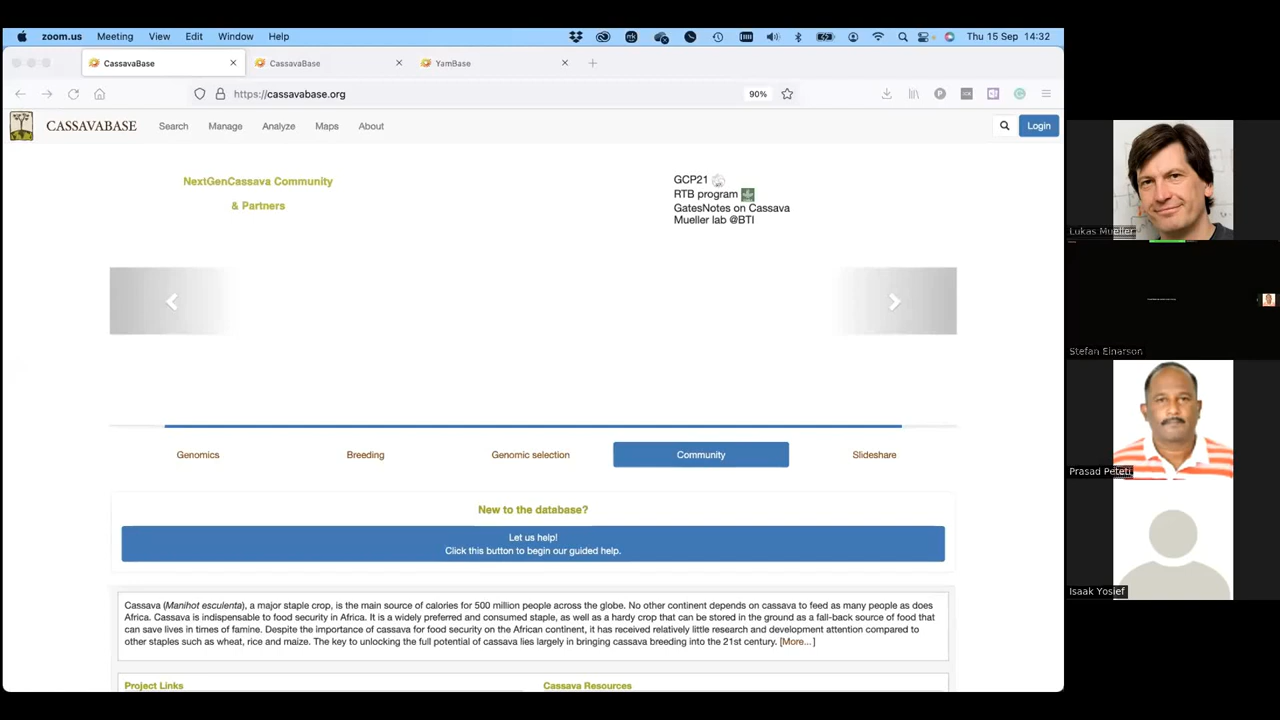 zoom.us Meeting View Edit Window Help Thu 15 Sep 14:32
CassavaBase CassavaBase YamBase
https://cassavabase.org 90%
CASSAVABASE Search Manage Analyze Maps About Login
NextGenCassava Community
& Partners
GCP21
RTB program
GatesNotes on Cassava
Mueller lab @BTI
Genomics Breeding Genomic selection Community Slideshare
New to the database?
Let us help!
Click this button to begin our guided help.
Cassava (Manihot esculenta), a major staple crop, is the main source of calories for 500 million people across the globe. No other continent depends on cassava to feed as many people as does
Africa. Cassava is indispensable to food security in Africa. It is a widely preferred and consumed staple, as well as a hardy crop that can be stored in the ground as a fall-back source of food that
can save lives in times of famine. Despite the importance of cassava for food security on the African continent, it has received relatively little research and development attention compared to
other staples such as wheat, rice and maize. The key to unlocking the full potential of cassava lies largely in bringing cassava breeding into the 21st century. [More...]
Project Links Cassava Resources
Lukas Mueller
Stefan Einarson
Prasad Peteti
Isaak Yosief